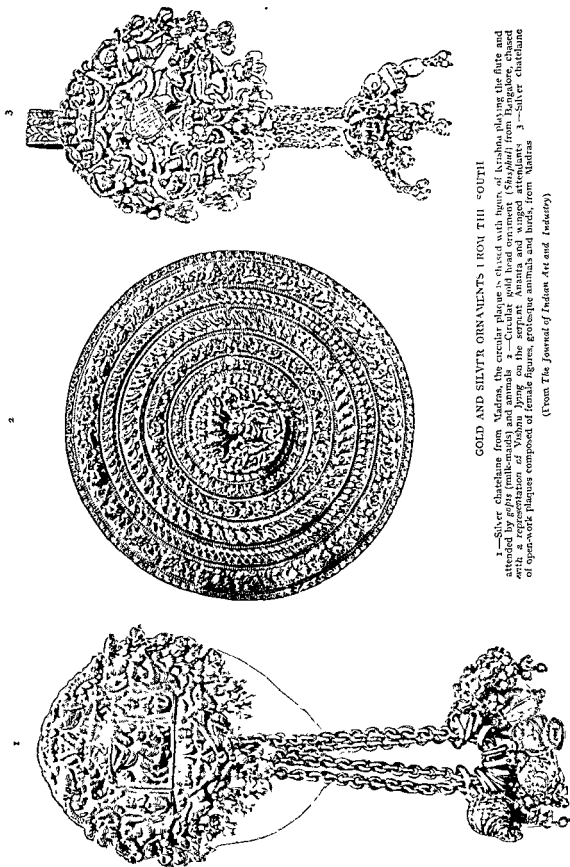 1
2
3
GOLD AND SILVER ORNAMENTS FROM THE SOUTH
1—Silver chatelaine from Madras, the circular plaque is chased with figure of Krishna playing the flute and
attended by gopis (milk-maids) and animals 2—Circular gold head ornament (Shisphul) from Bangalore, chased
with a representation of Vishnu lying on the serpent Ananta and winged attendants 3—Silver chatelaine
of open-work plaques composed of female figures, grotesque animals and birds, from Madras
(From The Journal of Indian Art and Industry)